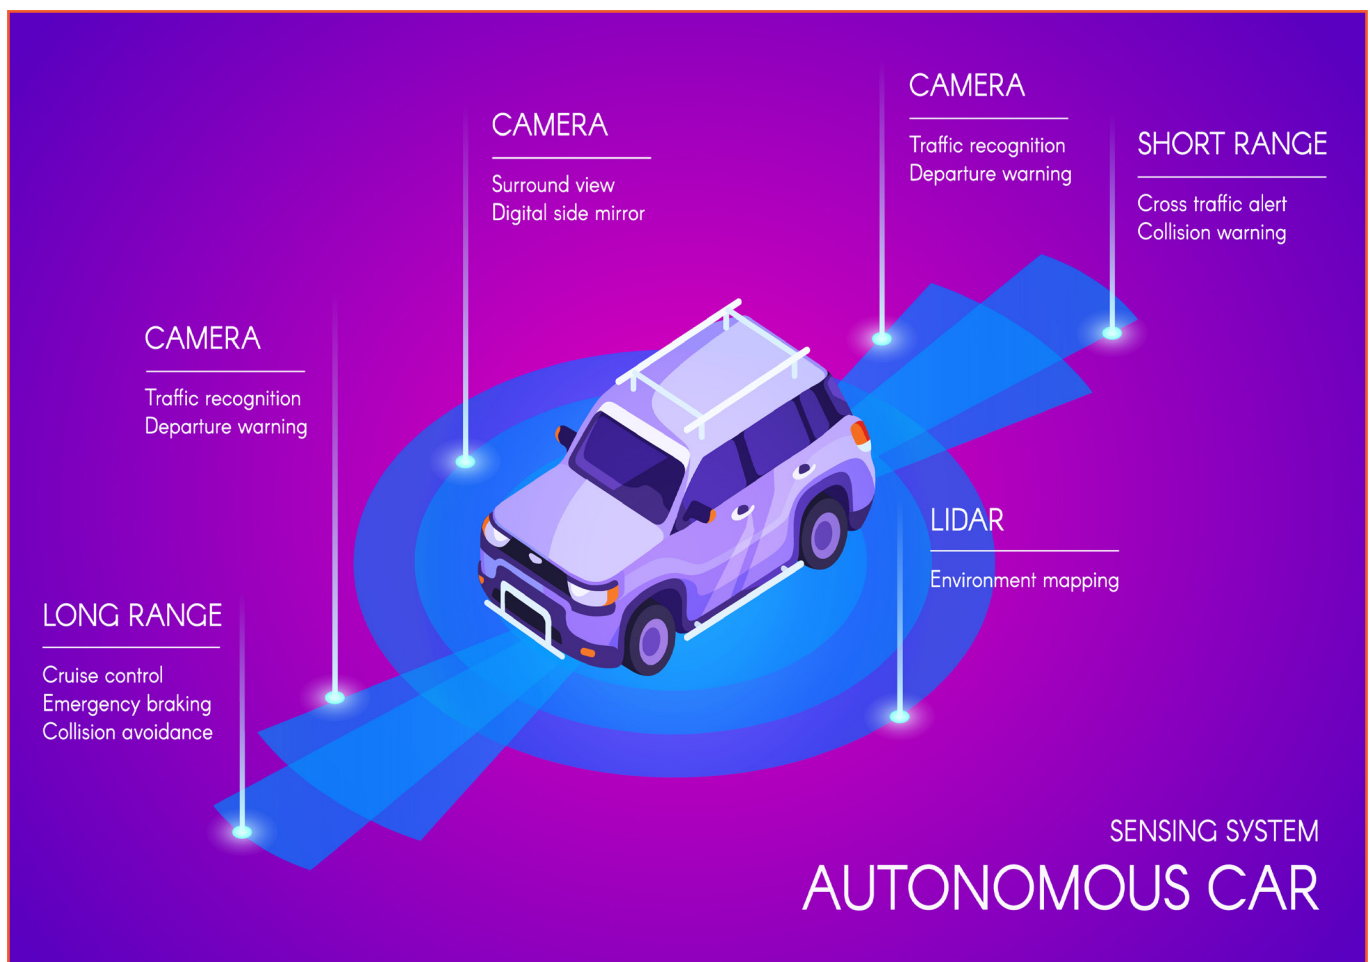 CAMERA
Traffic recognition
Departure warning
CAMERA
Surround view
Digital side mirror
SHORT RANGE
Cross traffic alert
Collision warning
CAMERA
Traffic recognition
Departure warning
LIDAR
Environment mapping
LONG RANGE
Cruise control
Emergency braking
Collision avoidance
SENSING SYSTEM
AUTONOMOUS CAR